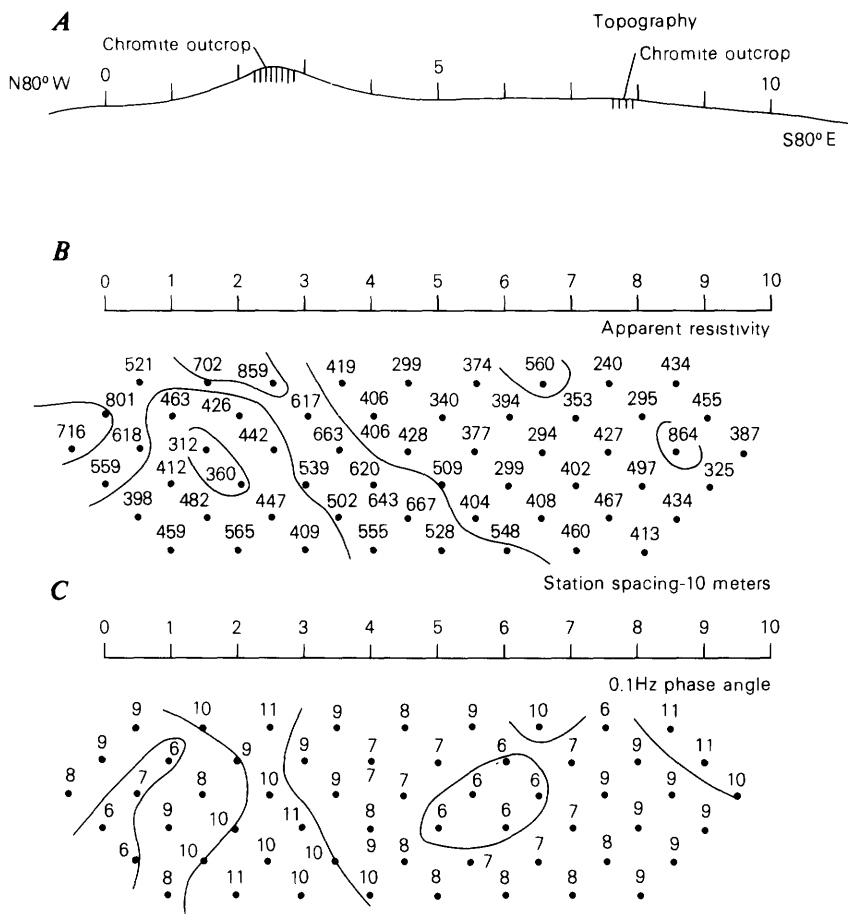 A
Topography
Chromite outcrop
Chromite outcrop
N80° W 0 5 10
S80° E
B
0 1 2 3 4 5 6 7 8 9 10
Apparent resistivity
521 702 859 419 299 374 560 240 434
801 463 426 617 406 340 394 353 295 455
716 618 312 442 663 406 428 377 294 427 864 387
559 412 360 539 620 509 299 402 497 325
398 482 447 502 643 667 404 408 467 434
459 565 409 555 528 548 460 413
Station spacing-10 meters
C
0 1 2 3 4 5 6 7 8 9 10
0.1Hz phase angle
9 10 11 9 8 9 10 6 11
9 6 9 9 7 7 6 7 9 11
8 7 8 10 9 7 7 6 6 9 9 10
6 9 10 11 8 6 6 7 9 9
6 10 10 10 9 8 7 7 8 9
8 11 10 10 8 8 8 8